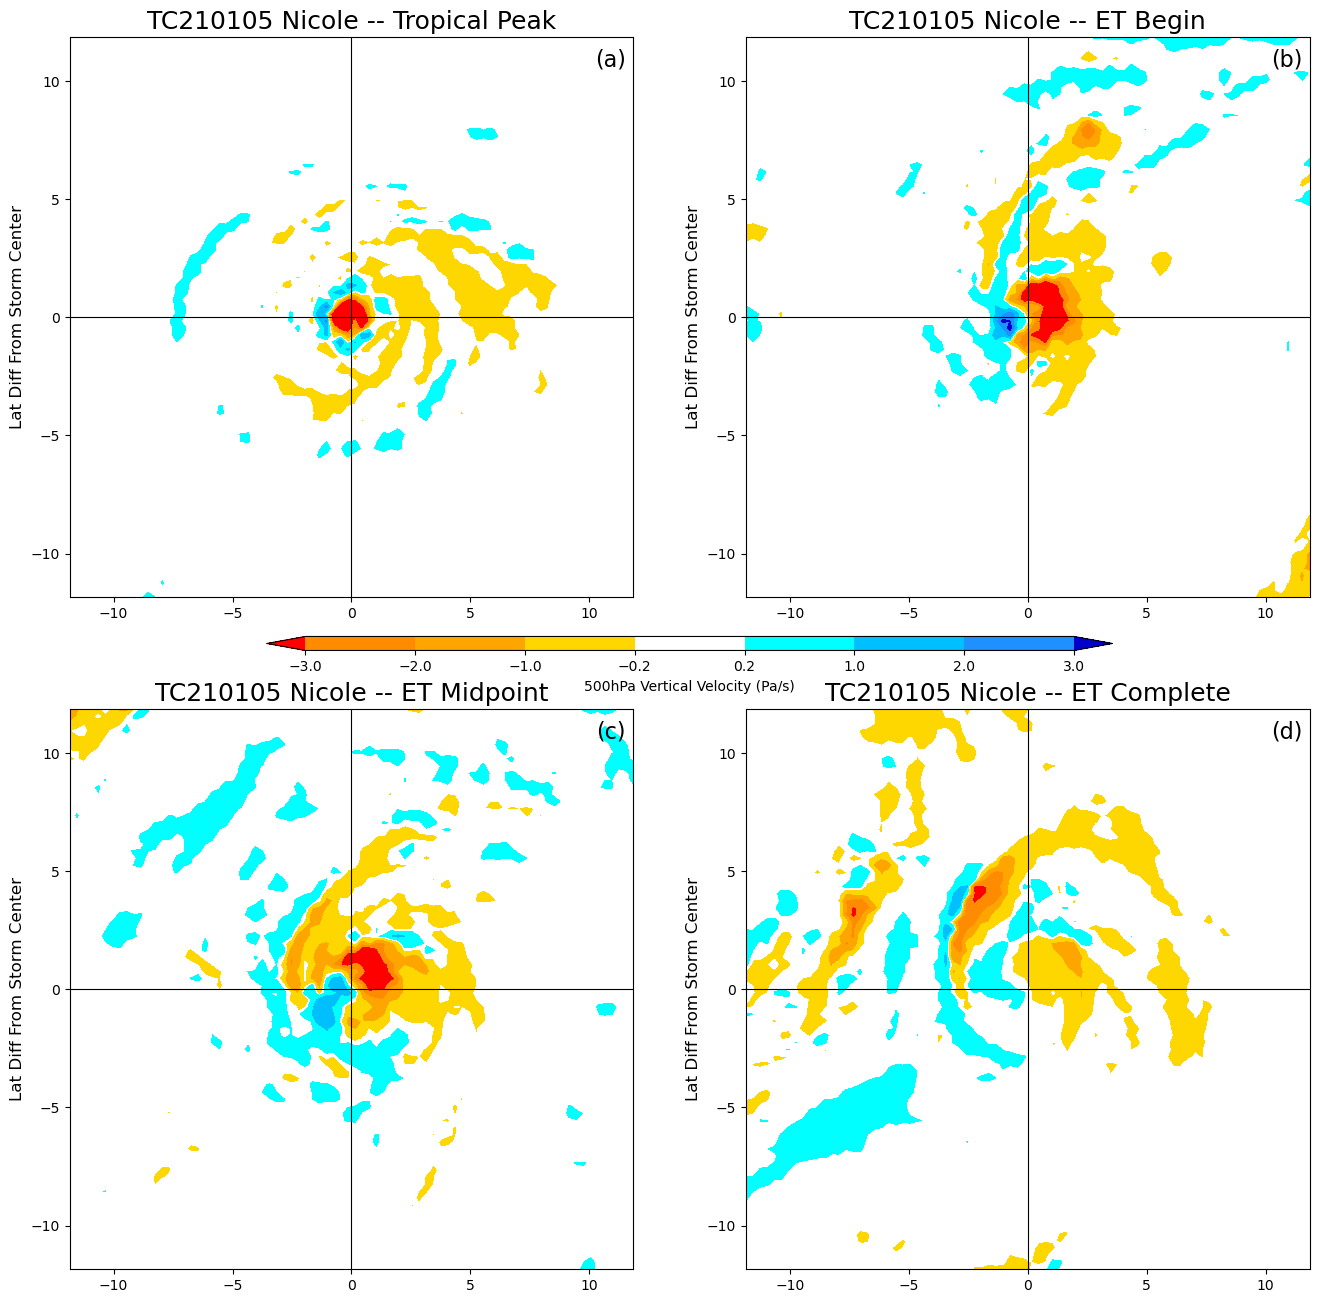 TC210105 Nicole -- Tropical Peak
(a)
Lat Diff From Storm Center
10
5
0
−5
−10
−10 −5 0 5 10
TC210105 Nicole -- ET Begin
(b)
Lat Diff From Storm Center
10
5
0
−5
−10
−10 −5 0 5 10
−3.0 −2.0 −1.0 −0.2 0.2 1.0 2.0 3.0
500hPa Vertical Velocity (Pa/s)
TC210105 Nicole -- ET Midpoint
(c)
Lat Diff From Storm Center
10
5
0
−5
−10
−10 −5 0 5 10
TC210105 Nicole -- ET Complete
(d)
Lat Diff From Storm Center
10
5
0
−5
−10
−10 −5 0 5 10